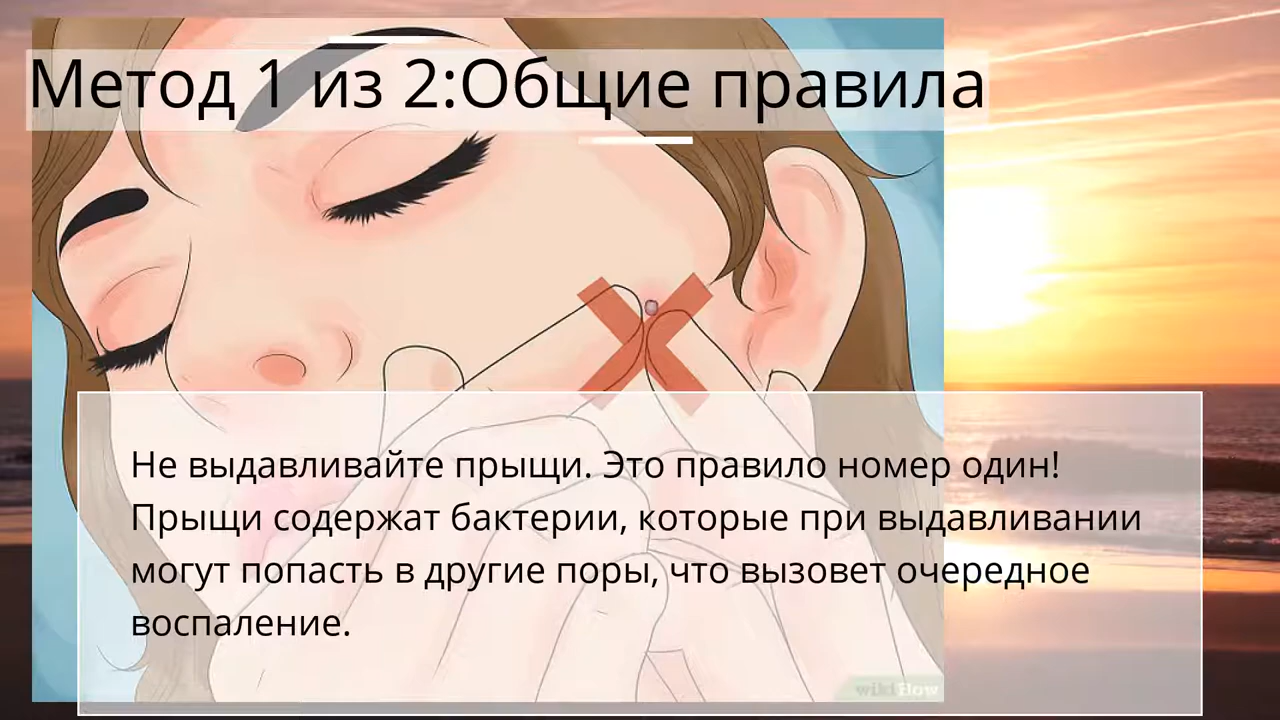 Метод 1 из 2:Общие правила
Не выдавливайте прыщи. Это правило номер один!
Прыщи содержат бактерии, которые при выдавливании
могут попасть в другие поры, что вызовет очередное
воспаление.
wikiHow